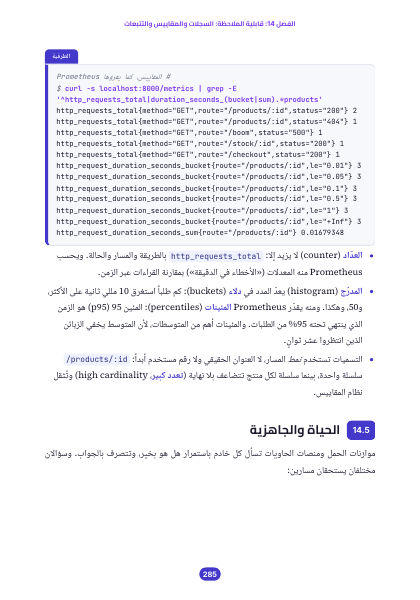 الفصل 14: قابلية الملاحظة: السجلات والمقاييس والتتبعات
الطرفية
# المقاييس، كما يقرؤها Prometheus
$ curl -s localhost:8000/metrics | grep -E
'^http_requests_total|duration_seconds_(bucket|sum).*products'
http_requests_total{method="GET",route="/products/:id",status="200"} 2
http_requests_total{method="GET",route="/products/:id",status="404"} 1
http_requests_total{method="GET",route="/boom",status="500"} 1
http_requests_total{method="GET",route="/stock/:id",status="200"} 1
http_requests_total{method="GET",route="/checkout",status="200"} 1
http_request_duration_seconds_bucket{route="/products/:id",le="0.01"} 3
http_request_duration_seconds_bucket{route="/products/:id",le="0.05"} 3
http_request_duration_seconds_bucket{route="/products/:id",le="0.1"} 3
http_request_duration_seconds_bucket{route="/products/:id",le="0.5"} 3
http_request_duration_seconds_bucket{route="/products/:id",le="1"} 3
http_request_duration_seconds_bucket{route="/products/:id",le="+Inf"} 3
http_request_duration_seconds_sum{route="/products/:id"} 0.01679348
• العدّاد (counter) لا يزيد إلا: http_requests_total بالطريقة والمسار والحالة. ويحسب
Prometheus منه المعدلات («الأخطاء في الدقيقة») بمقارنة القراءات عبر الزمن.
• المدرّج (histogram) يعدّ المدد في دلاء (buckets): كم طلباً استغرق 10 مللي ثانية على الأكثر،
و50، وهكذا. ومنه يقدّر Prometheus المئينات (percentiles): المئين 95 (p95) هو الزمن
الذي ينتهي تحته 95% من الطلبات. والمئينات أهم من المتوسطات، لأن المتوسط يخفي الزبائن
الذين انتظروا عشر ثوانٍ.
• التسميات تستخدم نمط المسار، لا العنوان الحقيقي ولا رقم مستخدم أبداً: /products/:id
سلسلة واحدة، بينما سلسلة لكل منتج تتضاعف بلا نهاية (تعدد كبير، high cardinality) وتُثقل
نظام المقاييس.
14.5 الحياة والجاهزية
موازنات الحمل ومنصات الحاويات تسأل كل خادم باستمرار هل هو بخير، وتتصرف بالجواب. وسؤالان
مختلفان يستحقان مسارين:
285